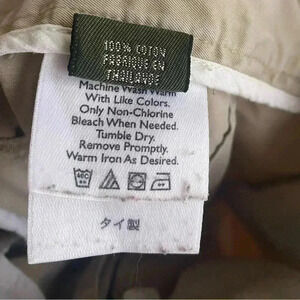 100% COTON
FABRIQUE EN
THAILANDE
Machine Wash Warm
With Like Colors.
Only Non-Chlorine
Bleach When Needed.
Tumble Dry.
Remove Promptly.
Warm Iron As Desired.
タイ製